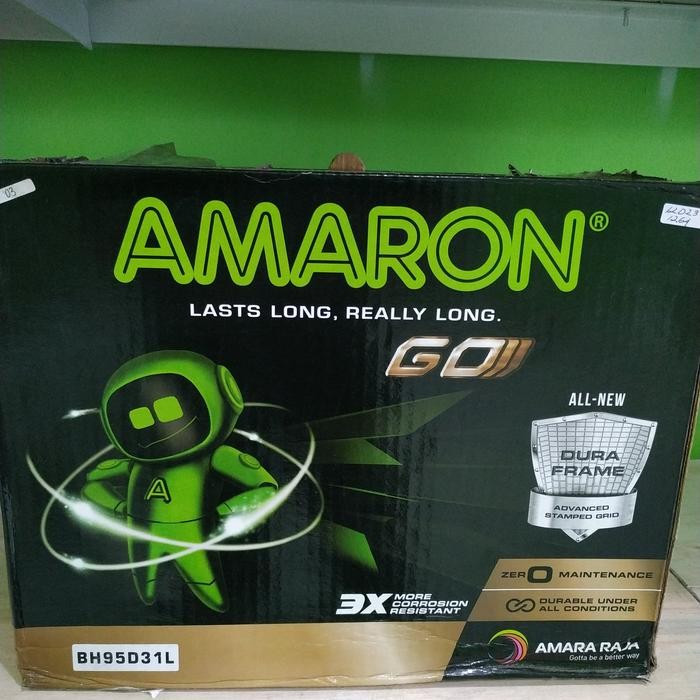 03
AMARON®
LASTS LONG, REALLY LONG.
GO
ALL-NEW
DURA
FRAME
ADVANCED
STAMPED GRID
A
ZERO MAINTENANCE
3X MORE
CORROSION
RESISTANT
DURABLE UNDER
ALL CONDITIONS
BH95D31L
AMARA RAJA
Gotta be a better way